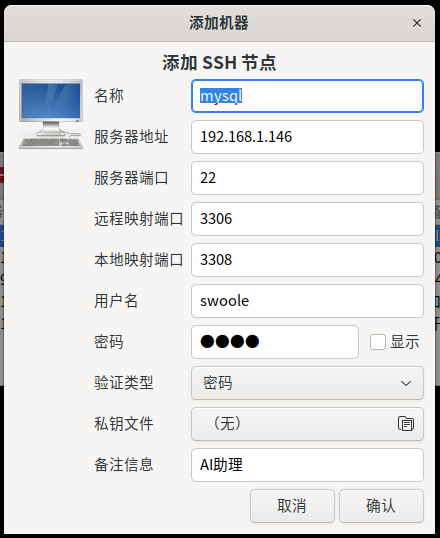 添加机器
添加 SSH 节点
名称 mysql
服务器地址 192.168.1.146
服务器端口 22
远程映射端口 3306
本地映射端口 3308
用户名 swoole
密码 ●●●● 显示
验证类型 密码
私钥文件 （无）
备注信息 AI助理
取消 确认